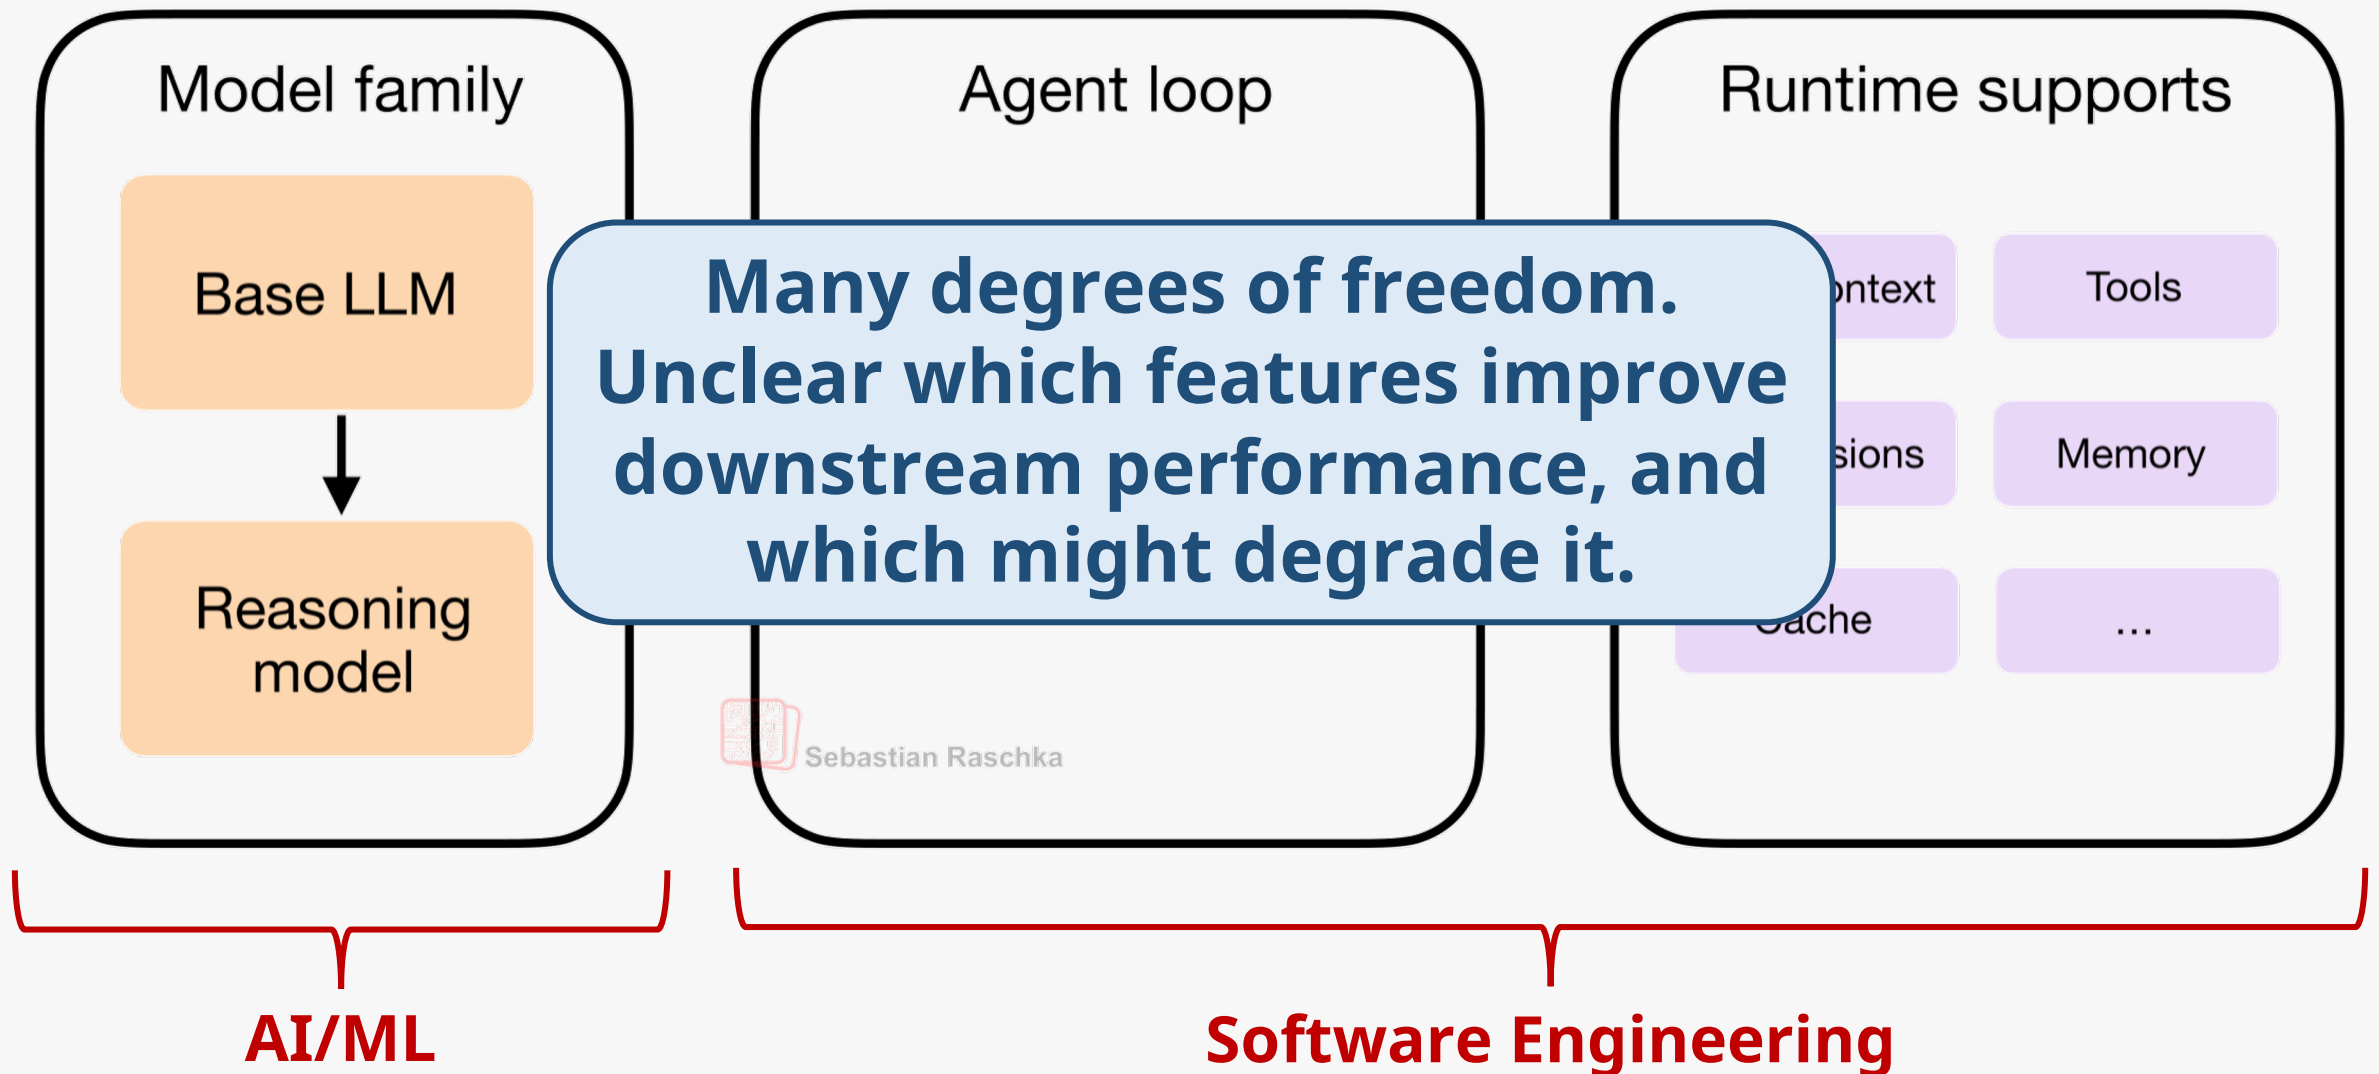 Model family
Base LLM
Reasoning
model
Agent loop
Runtime supports
Tools
Memory
Cache
...
Many degrees of freedom.
Unclear which features improve
downstream performance, and
which might degrade it.
Sebastian Raschka
AI/ML
Software Engineering